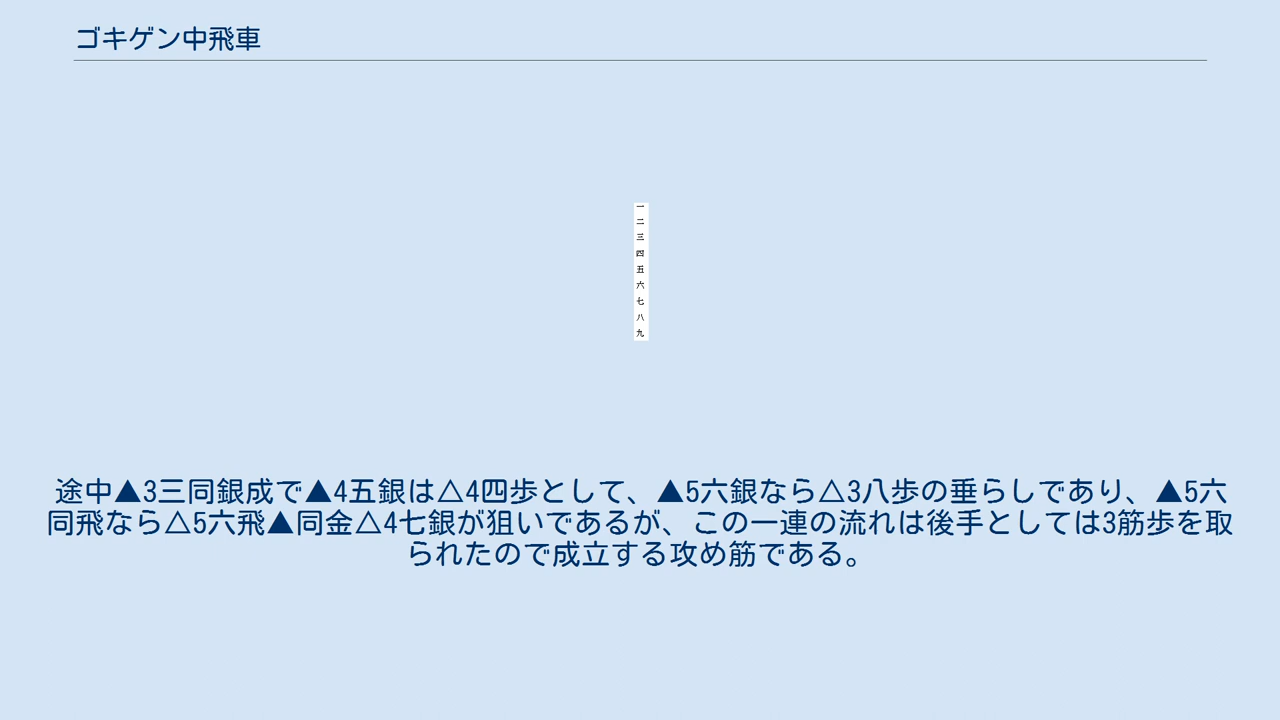 ゴキゲン中飛車
一
二
三
四
五
六
七
八
九
途中▲3三同銀成で▲4五銀は△4四歩として、▲5六銀なら△3八歩の垂らしであり、▲5六
同飛なら△5六飛▲同金△4七銀が狙いであるが、この一連の流れは後手としては3筋歩を取
られたので成立する攻め筋である。